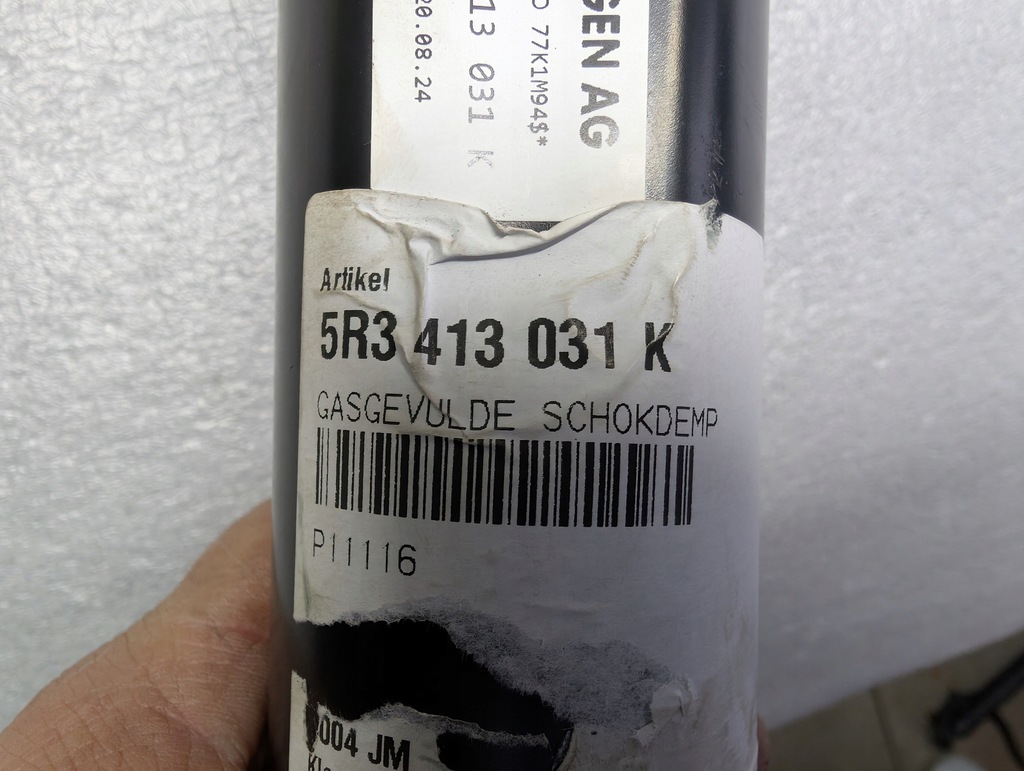 GEN AG
O 77K1M94$*
13 031 K
20.08.24
Artikel
5R3 413 031 K
GASGEVULDE SCHOKDEMP
P11116
004 JM